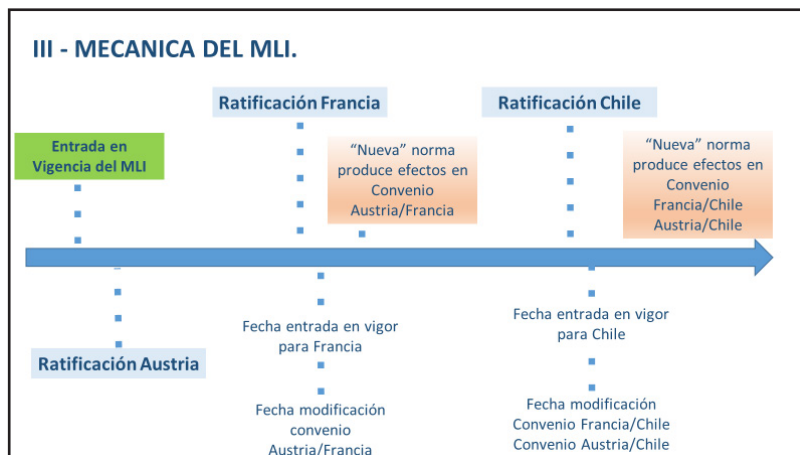 III - MECANICA DEL MLI.
Ratificación Francia
Ratificación Chile
Entrada en
Vigencia del MLI
"Nueva" norma
produce efectos en
Convenio
Austria/Francia
"Nueva" norma
produce efectos en
Convenio
Francia/Chile
Austria/Chile
Ratificación Austria
Fecha entrada en vigor
para Francia
Fecha modificación
convenio
Austria/Francia
Fecha entrada en vigor
para Chile
Fecha modificación
Convenio Francia/Chile
Convenio Austria/Chile